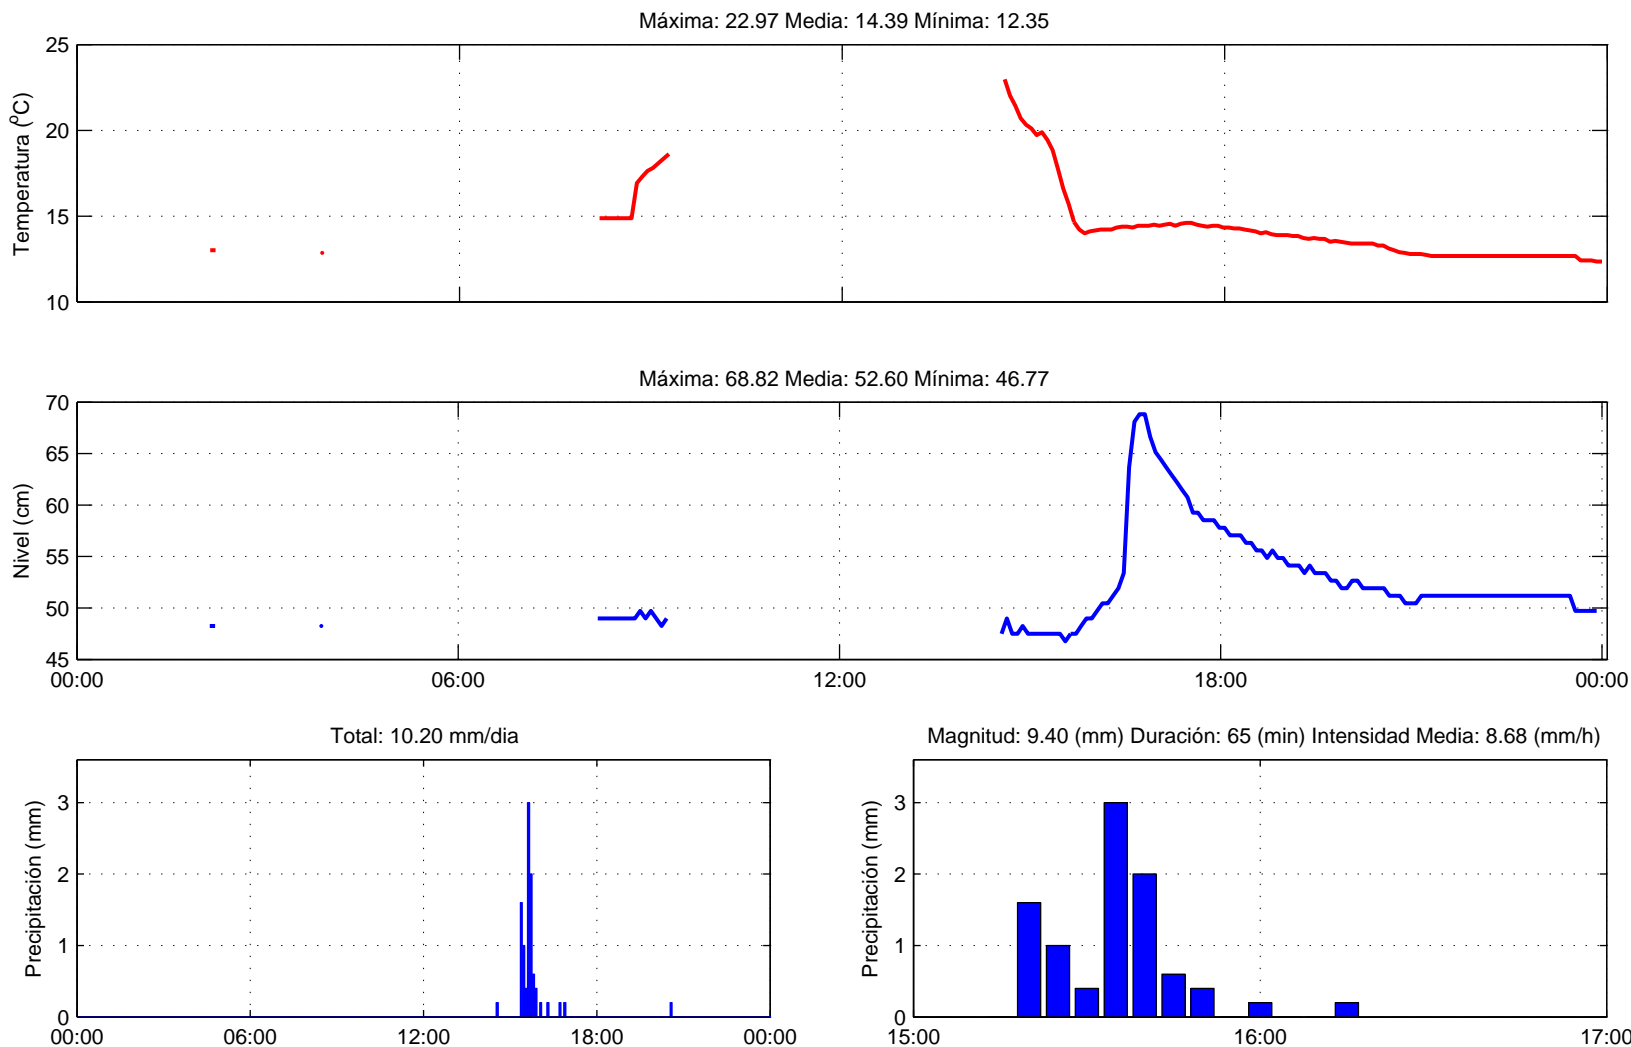 Máxima: 22.97 Media: 14.39 Mínima: 12.35
Temperatura (ºC)
25
20
15
10
Máxima: 68.82 Media: 52.60 Mínima: 46.77
Nivel (cm)
70
65
60
55
50
45
00:00 06:00 12:00 18:00 00:00
Total: 10.20 mm/dia
Precipitación (mm)
3
2
1
0
00:00 06:00 12:00 18:00 00:00
Magnitud: 9.40 (mm) Duración: 65 (min) Intensidad Media: 8.68 (mm/h)
Precipitación (mm)
3
2
1
0
15:00 16:00 17:00